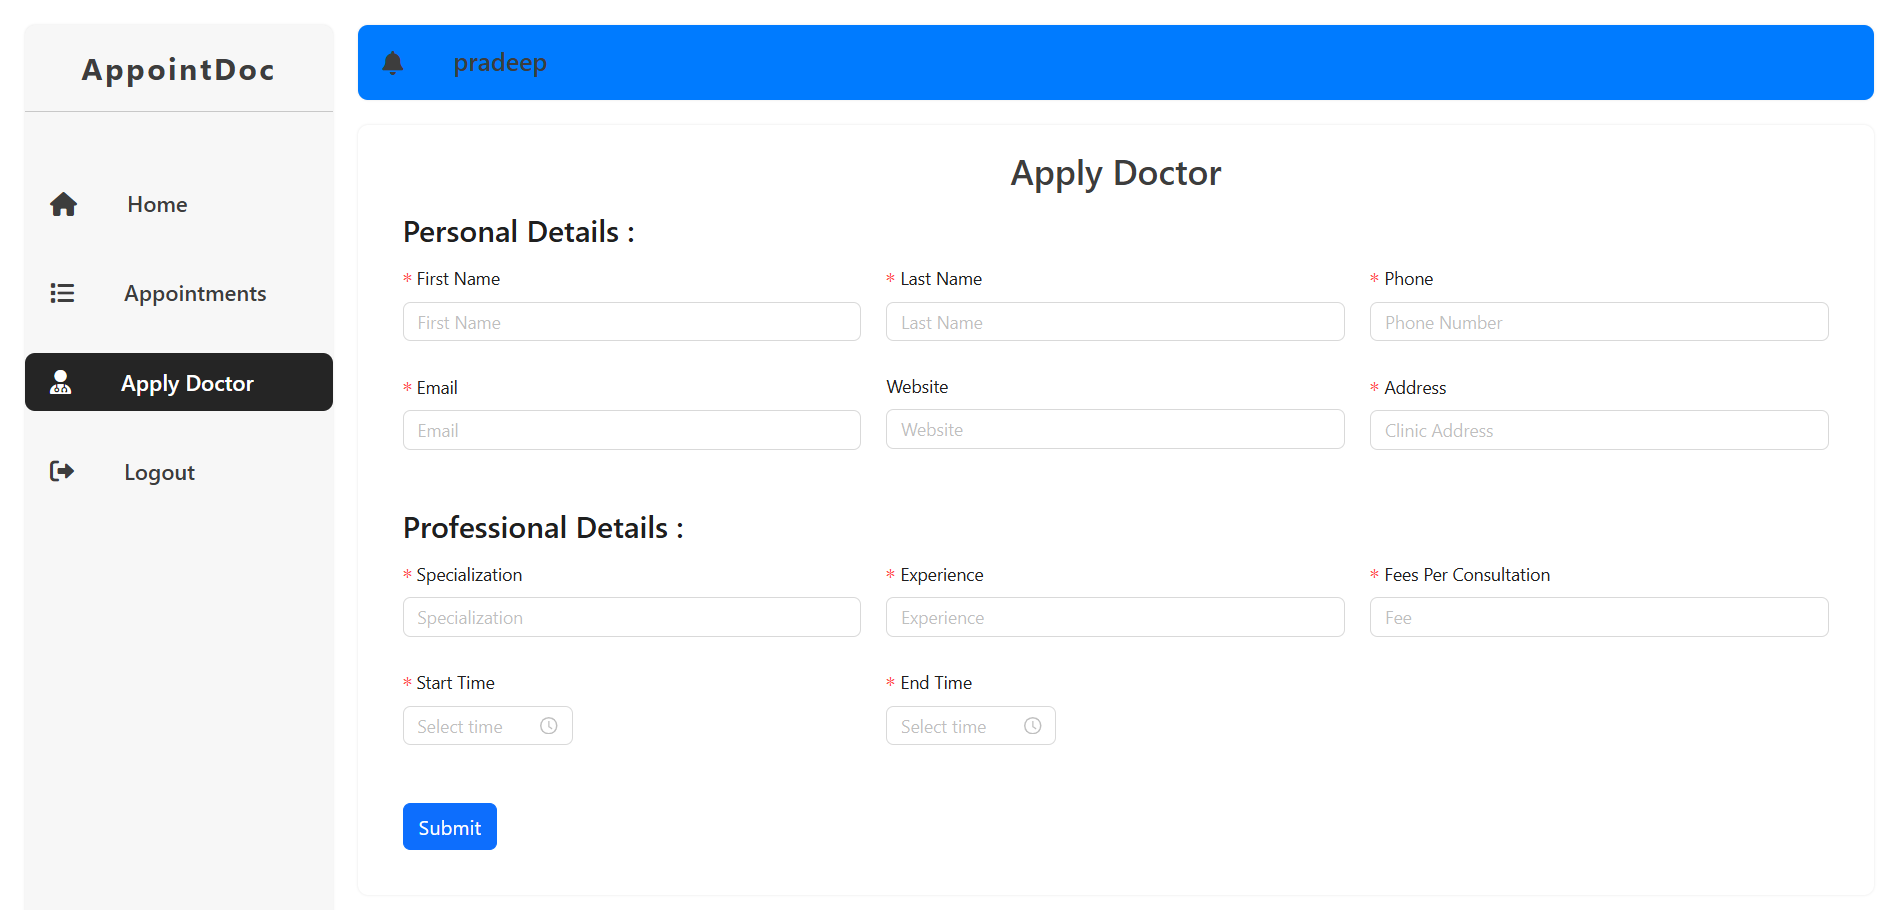 AppointDoc
Home
Appointments
Apply Doctor
Logout
pradeep
Apply Doctor
Personal Details :
* First Name
* Last Name
* Phone
First Name
Last Name
Phone Number
* Email
Website
* Address
Email
Website
Clinic Address
Professional Details :
* Specialization
* Experience
* Fees Per Consultation
Specialization
Experience
Fee
* Start Time
* End Time
Select time
Select time
Submit